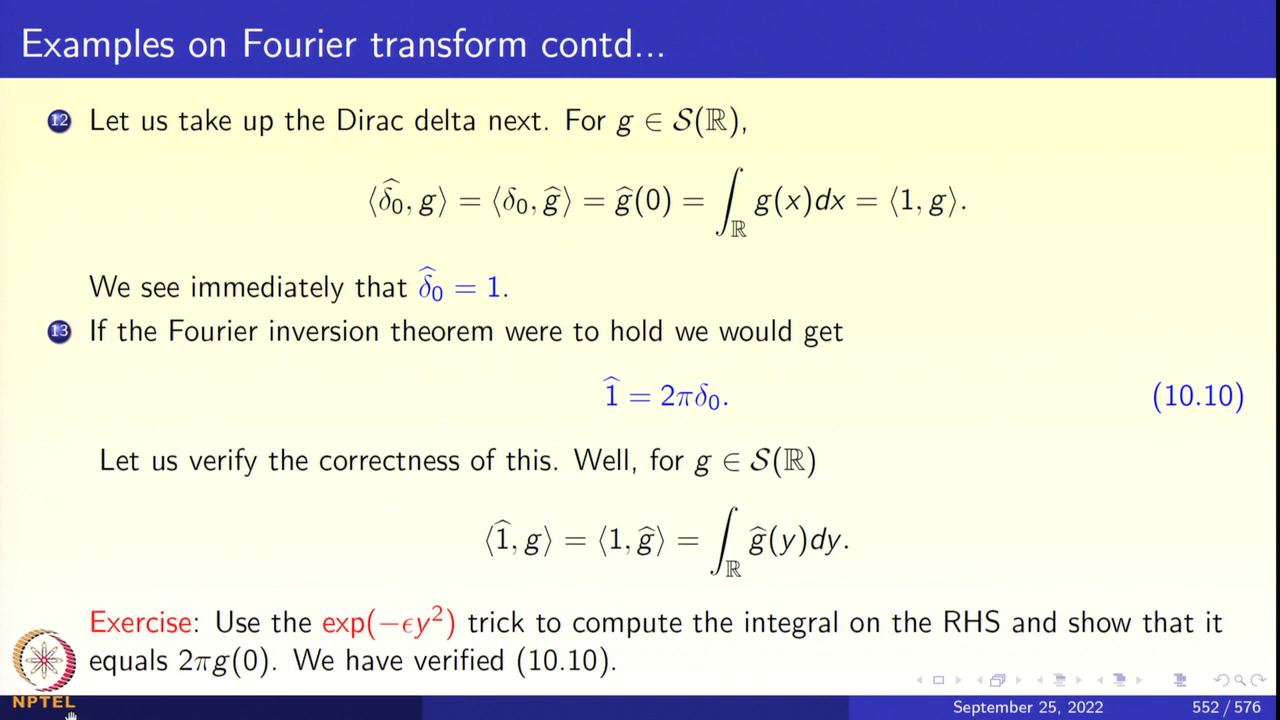 Examples on Fourier transform contd...
12 Let us take up the Dirac delta next. For g ∈ 𝒮(ℝ),
⟨δ̂₀, g⟩ = ⟨δ₀, ĝ⟩ = ĝ(0) = ∫_ℝ g(x)dx = ⟨1, g⟩.
We see immediately that δ̂₀ = 1.
13 If the Fourier inversion theorem were to hold we would get
1̂ = 2πδ₀. (10.10)
Let us verify the correctness of this. Well, for g ∈ 𝒮(ℝ)
⟨1̂, g⟩ = ⟨1, ĝ⟩ = ∫_ℝ ĝ(y)dy.
Exercise: Use the exp(−ϵy²) trick to compute the integral on the RHS and show that it
equals 2πg(0). We have verified (10.10).
NPTEL
September 25, 2022 552 / 576